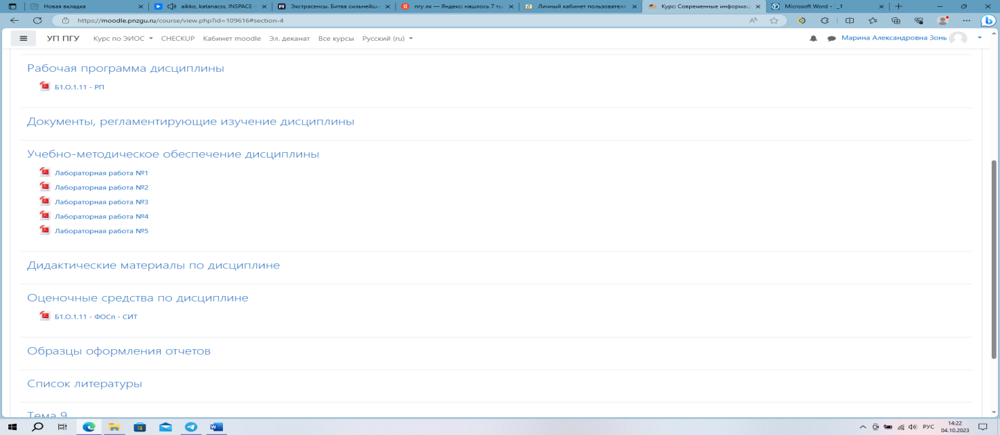 Новая вкладка
aikko, katanacss, INSPACE –
Экстрасенсы. Битва сильнейши
пгу лк — Яндекс: нашлось 7 ты
Личный кабинет пользователя
Курс: Современные информац
Microsoft Word - `_1
https://moodle.pnzgu.ru/course/view.php?id=109616#section-4
УП ПГУ Курс по ЭИОС CHECKUP Кабинет moodle Эл. деканат Все курсы Русский (ru)
Марина Александровна Зонь
Рабочая программа дисциплины
Б1.О.1.11 - РП
Документы, регламентирующие изучение дисциплины
Учебно-методическое обеспечение дисциплины
Лабораторная работа №1
Лабораторная работа №2
Лабораторная работа №3
Лабораторная работа №4
Лабораторная работа №5
Дидактические материалы по дисциплине
Оценочные средства по дисциплине
Б1.О.1.11 - ФОСп - СИТ
Образцы оформления отчетов
Список литературы
Тема 9
РУС
14:22
04.10.2023